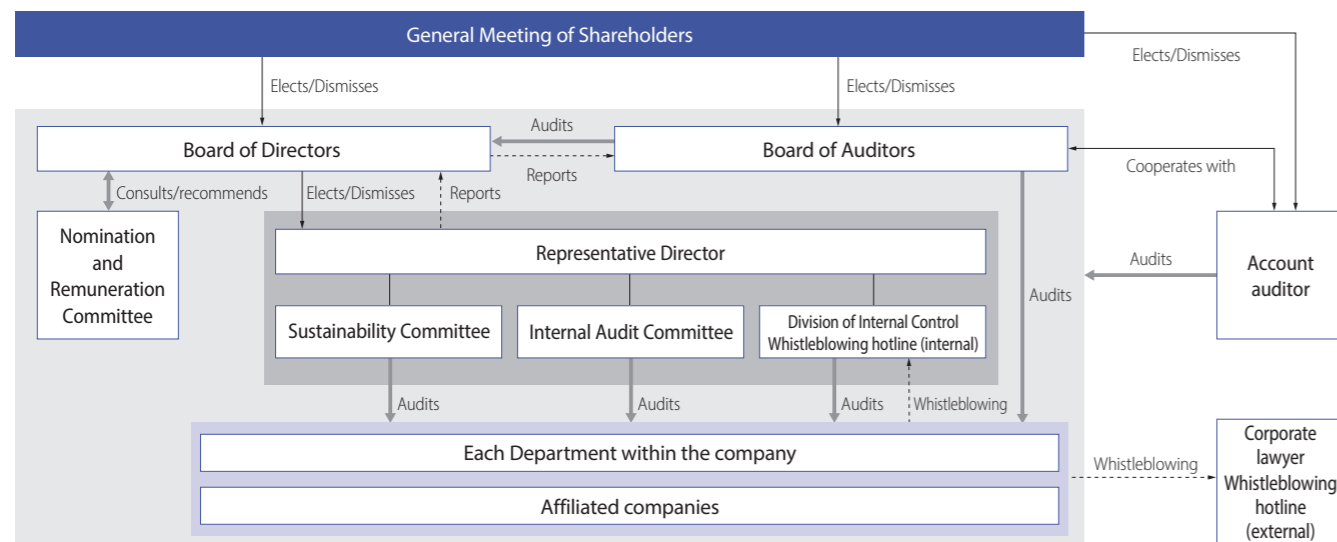 General Meeting of Shareholders
Elects/Dismisses
Elects/Dismisses
Elects/Dismisses
Board of Directors
Audits
Reports
Board of Auditors
Cooperates with
Consults/recommends
Elects/Dismisses
Reports
Nomination
and
Remuneration
Committee
Representative Director
Audits
Audits
Account
auditor
Sustainability Committee
Internal Audit Committee
Division of Internal Control
Whistleblowing hotline (internal)
Audits
Audits
Audits
Whistleblowing
Each Department within the company
Affiliated companies
Whistleblowing
Corporate
lawyer
Whistleblowing
hotline
(external)